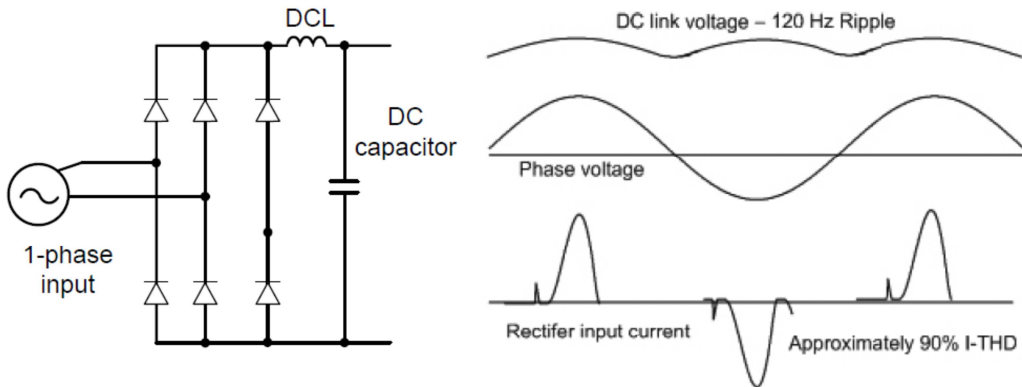 DCL
DC
capacitor
1-phase
input
DC link voltage – 120 Hz Ripple
Phase voltage
Rectifer input current
Approximately 90% I-THD